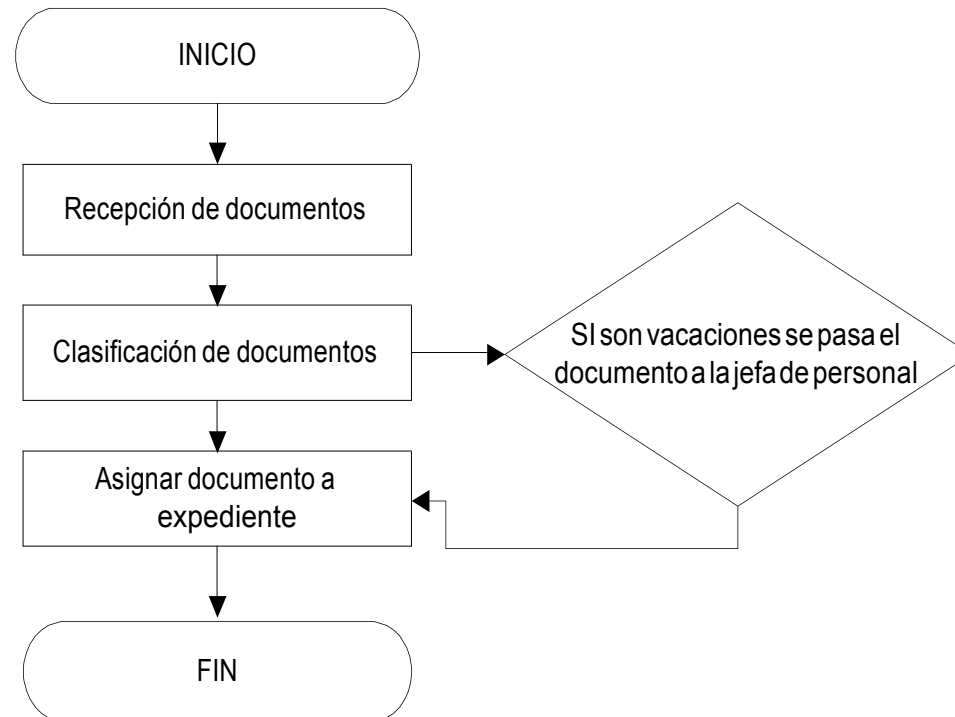 INICIO
Recepción de documentos
Clasificación de documentos
SI son vacaciones se pasa el
documento a la jefa de personal
Asignar documento a
expediente
FIN